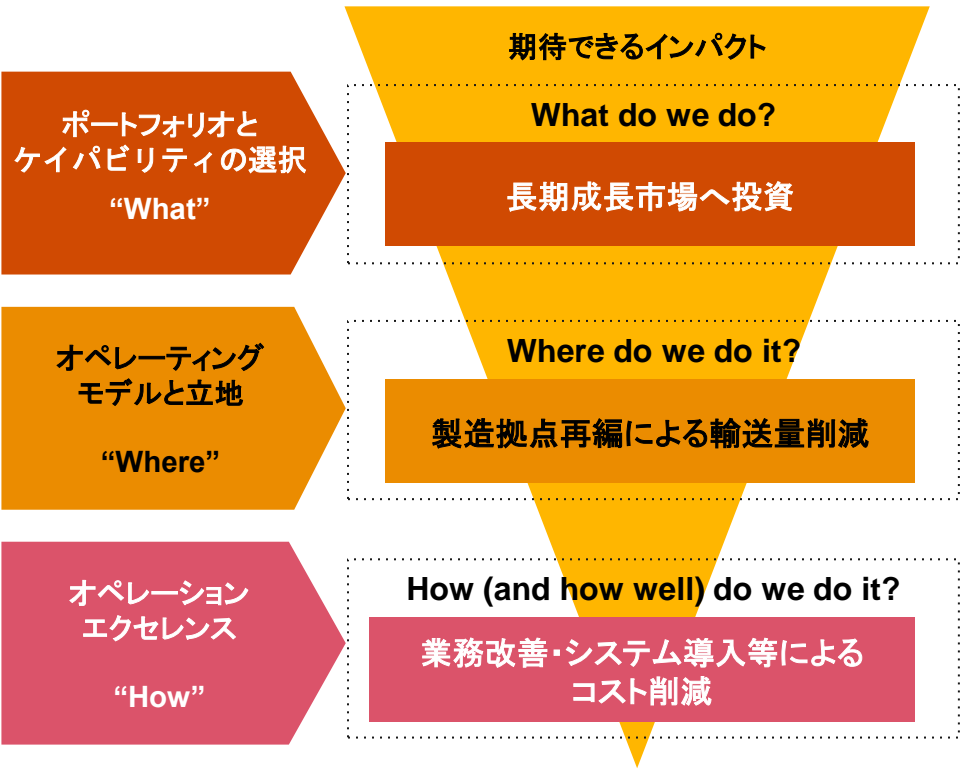 期待できるインパクト
ポートフォリオと
ケイパビリティの選択
“What”
What do we do?
長期成長市場へ投資
オペレーティング
モデルと立地
“Where”
Where do we do it?
製造拠点再編による輸送量削減
オペレーション
エクセレンス
“How”
How (and how well) do we do it?
業務改善・システム導入等による
コスト削減